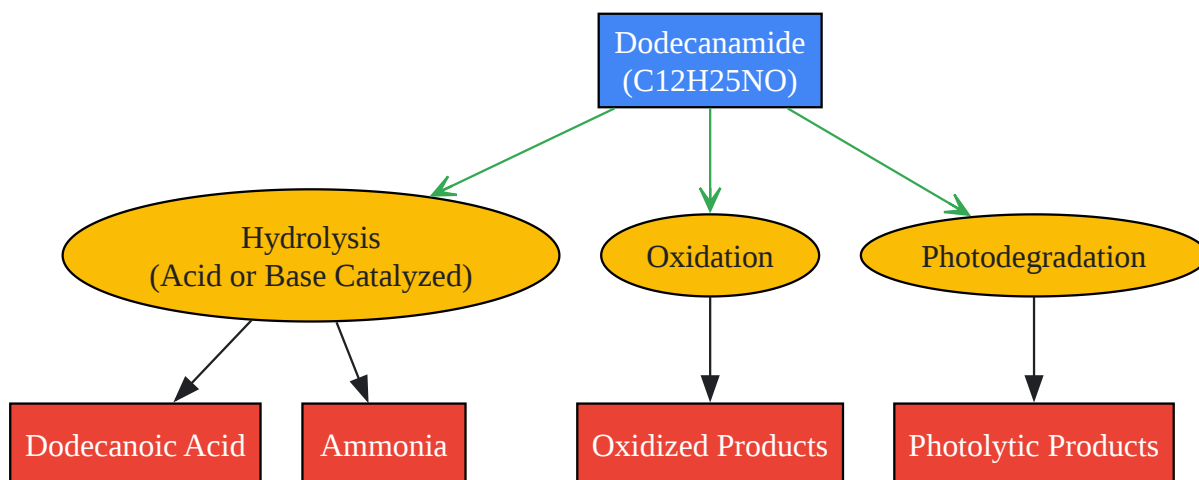 Dodecanamide
(C12H25NO)
Hydrolysis
(Acid or Base Catalyzed)
Oxidation
Photodegradation
Dodecanoic Acid
Ammonia
Oxidized Products
Photolytic Products